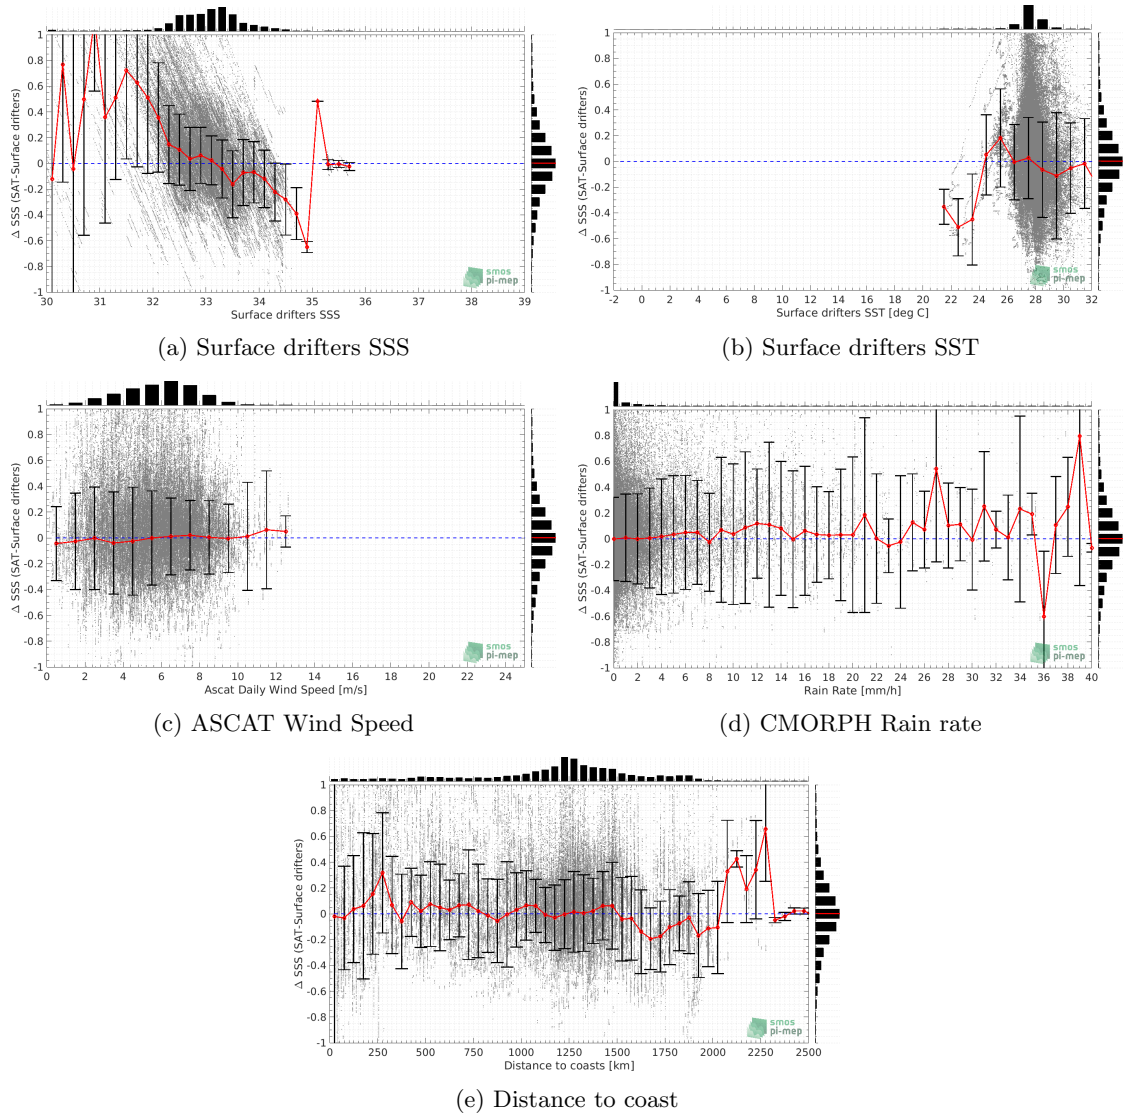 Δ SSS (SAT-Surface drifters)
1
0.8
0.6
0.4
0.2
0
-0.2
-0.4
-0.6
-0.8
-1
smos
pi-mep
30 31 32 33 34 35 36 37 38 39
Surface drifters SSS
(a) Surface drifters SSS
Δ SSS (SAT-Surface drifters)
1
0.8
0.6
0.4
0.2
0
-0.2
-0.4
-0.6
-0.8
-1
smos
pi-mep
-2 0 2 4 6 8 10 12 14 16 18 20 22 24 26 28 30 32
Surface drifters SST [deg C]
(b) Surface drifters SST
Δ SSS (SAT-Surface drifters)
1
0.8
0.6
0.4
0.2
0
-0.2
-0.4
-0.6
-0.8
-1
smos
pi-mep
0 2 4 6 8 10 12 14 16 18 20 22 24
Ascat Daily Wind Speed [m/s]
(c) ASCAT Wind Speed
Δ SSS (SAT-Surface drifters)
1
0.8
0.6
0.4
0.2
0
-0.2
-0.4
-0.6
-0.8
-1
smos
pi-mep
0 2 4 6 8 10 12 14 16 18 20 22 24 26 28 30 32 34 36 38 40
Rain Rate [mm/h]
(d) CMORPH Rain rate
Δ SSS (SAT-Surface drifters)
1
0.8
0.6
0.4
0.2
0
-0.2
-0.4
-0.6
-0.8
-1
smos
pi-mep
0 250 500 750 1000 1250 1500 1750 2000 2250 2500
Distance to coasts [km]
(e) Distance to coast